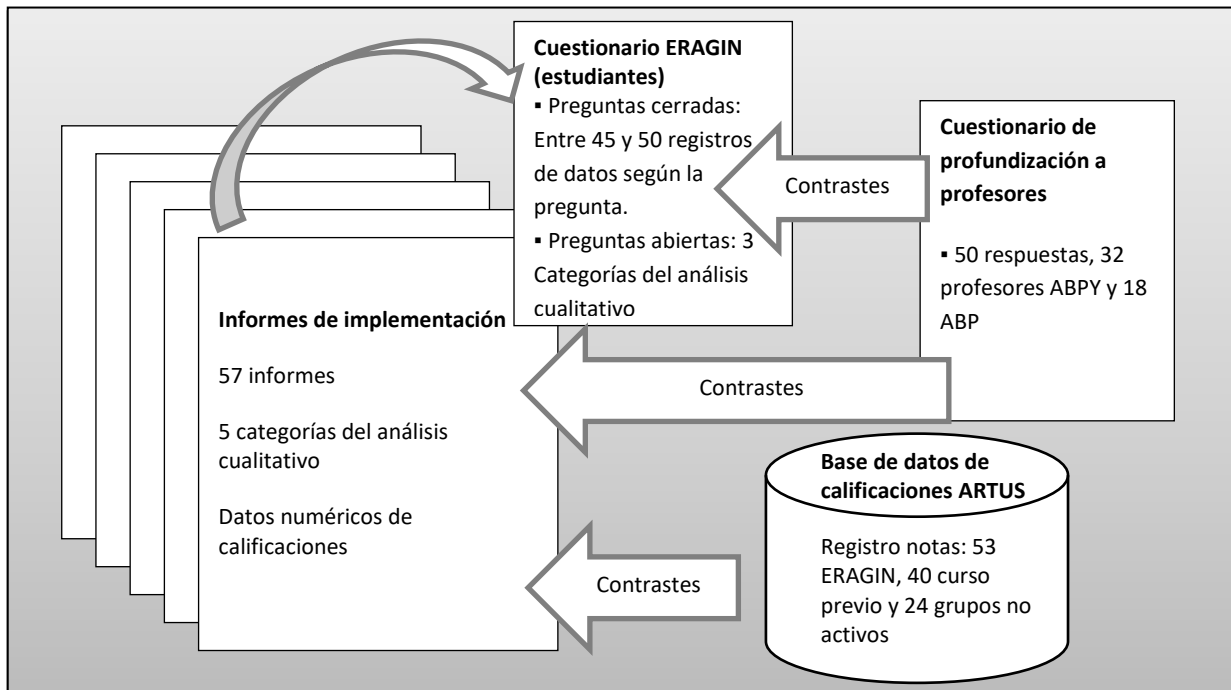 Cuestionario ERAGIN
(estudiantes)
▪ Preguntas cerradas:
Entre 45 y 50 registros
de datos según la
pregunta.
▪ Preguntas abiertas: 3
Categorías del análisis
cualitativo
Contrastes
Cuestionario de
profundización a
profesores
▪ 50 respuestas, 32
profesores ABPY y 18
ABP
Informes de implementación
57 informes
5 categorías del análisis
cualitativo
Datos numéricos de
calificaciones
Contrastes
Base de datos de
calificaciones ARTUS
Registro notas: 53
ERAGIN, 40 curso
previo y 24 grupos no
activos
Contrastes